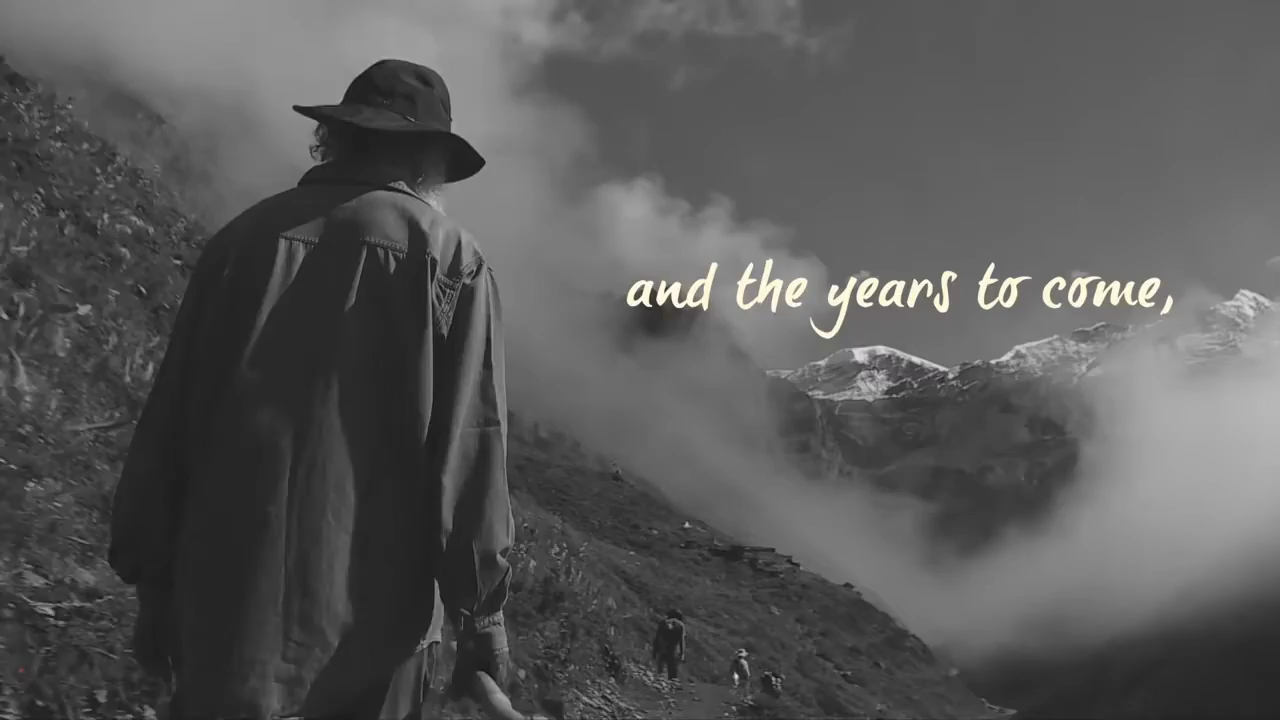 and the years to come,